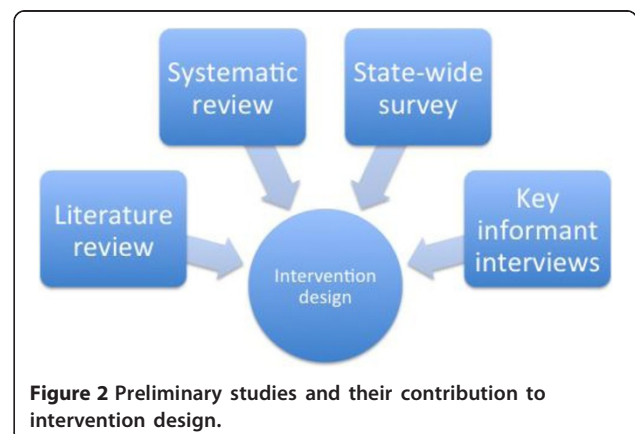 Systematic
review
State-wide
survey
Literature
review
Key
informant
interviews
Intervention
design
Figure 2 Preliminary studies and their contribution to
intervention design.